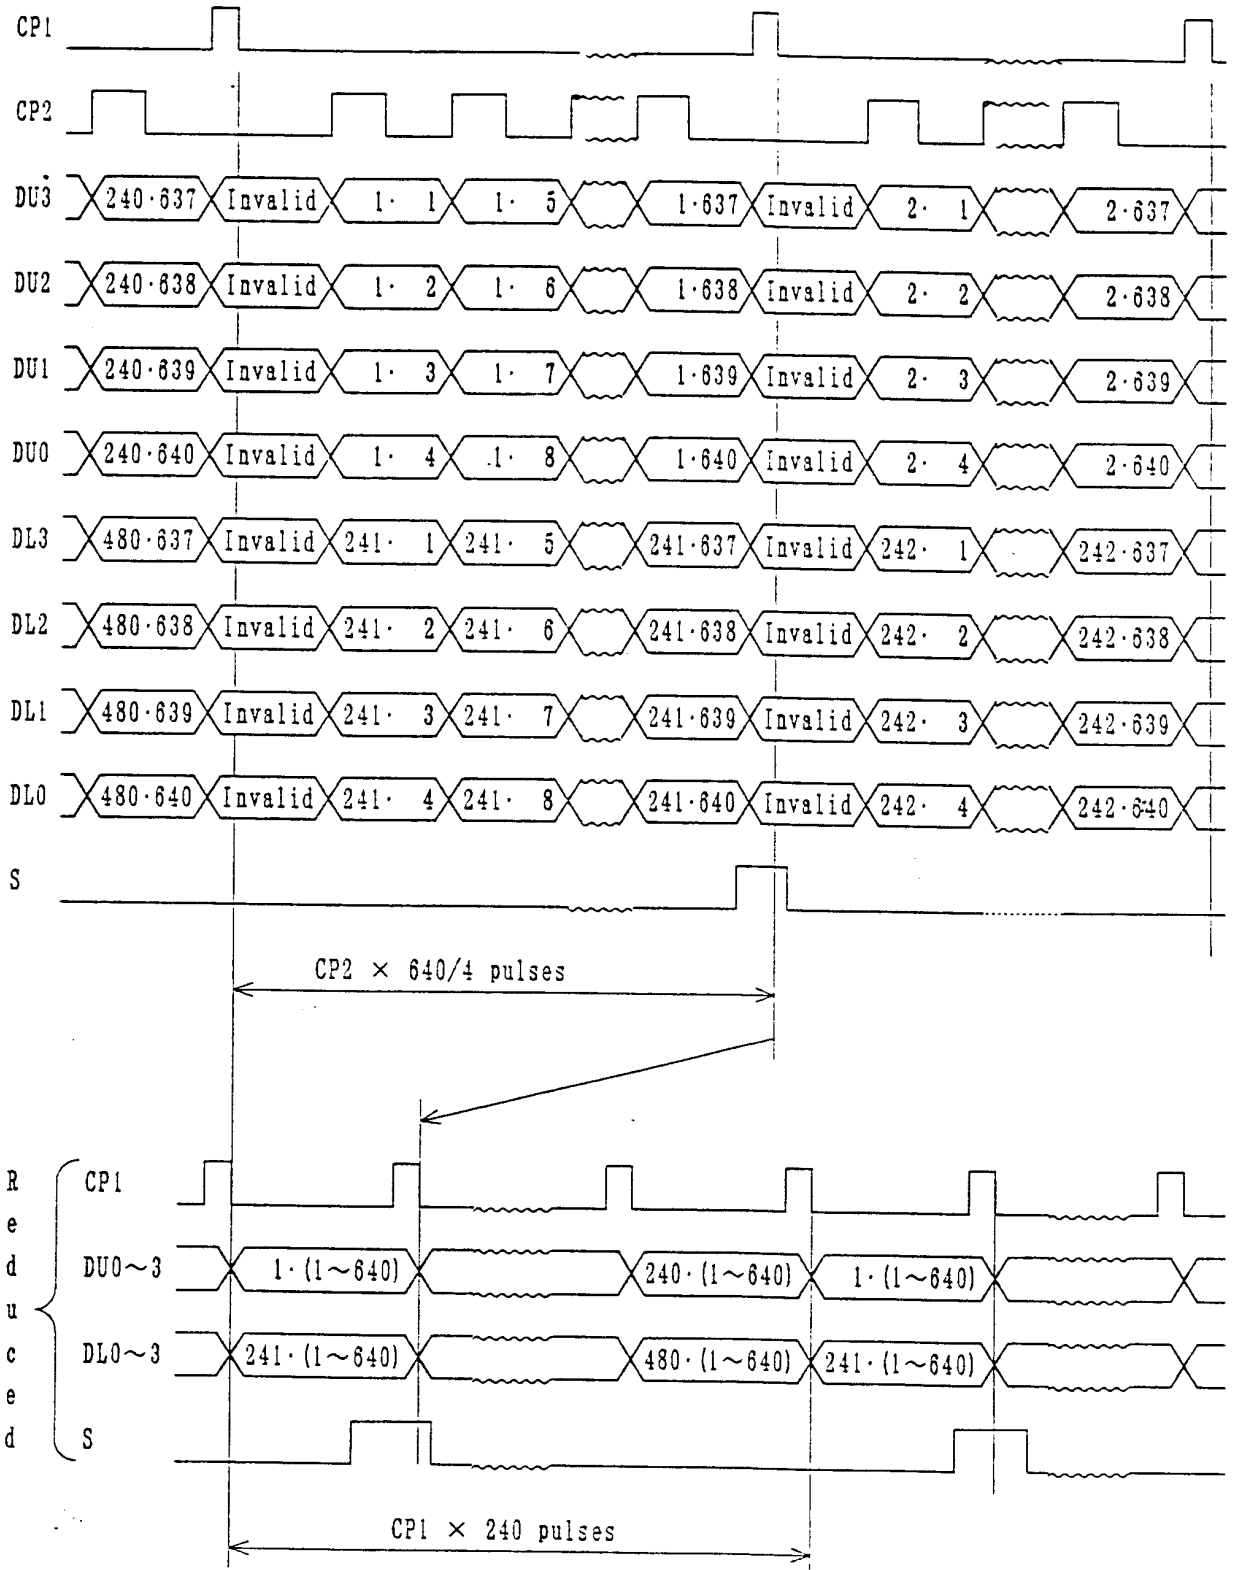 CP1
CP2
DU3 240·637 Invalid 1· 1 1· 5 1·637 Invalid 2· 1 2·637
DU2 240·638 Invalid 1· 2 1· 6 1·638 Invalid 2· 2 2·638
DU1 240·639 Invalid 1· 3 1· 7 1·639 Invalid 2· 3 2·639
DU0 240·640 Invalid 1· 4 1· 8 1·640 Invalid 2· 4 2·640
DL3 480·637 Invalid 241· 1 241· 5 241·637 Invalid 242· 1 242·637
DL2 480·638 Invalid 241· 2 241· 6 241·638 Invalid 242· 2 242·638
DL1 480·639 Invalid 241· 3 241· 7 241·639 Invalid 242· 3 242·639
DL0 480·640 Invalid 241· 4 241· 8 241·640 Invalid 242· 4 242·640
S
CP2 × 640/4 pulses
Reduced
CP1
DU0~3 1·(1~640) 240·(1~640) 1·(1~640)
DL0~3 241·(1~640) 480·(1~640) 241·(1~640)
S
CP1 × 240 pulses